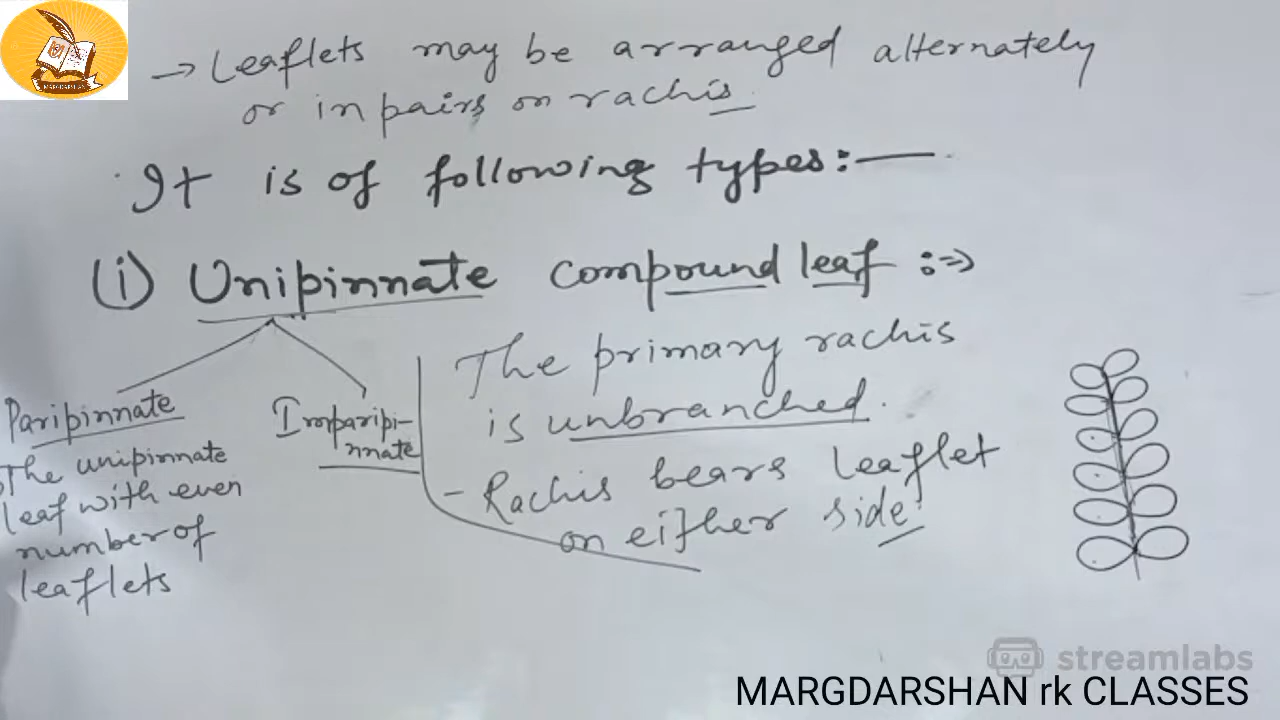 MARGDARSHAN
→ Leaflets may be arranged alternately
or in pairs on rachis.
It is of following types:—
(i) Unipinnate compound leaf :→
Paripinnate
The unipinnate
leaf with even
number of
leaflets
Imparipi-
nnate
The primary rachis
is unbranched.
- Rachis bears leaflet
on either side.
streamlabs
MARGDARSHAN rk CLASSES